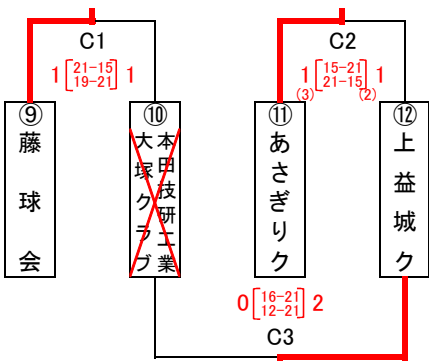 C1
C2
1 [21-15 19-21] 1
1 [15-21 21-15] 1
(3) (2)
⑨ 藤球会
⑩ 本田技研工業
大塚クラブ
⑪ あさぎりク
⑫ 上益城ク
0 [16-21 12-21] 2
C3